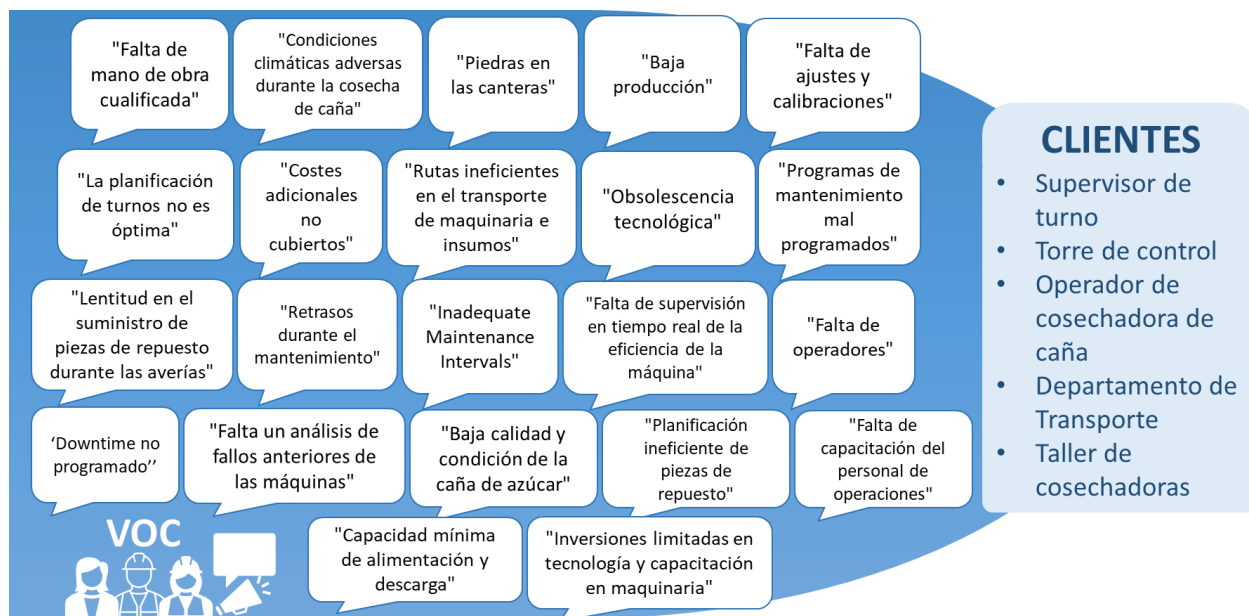 "Falta de
mano de obra
cualificada"
"Condiciones
climáticas adversas
durante la cosecha
de caña"
"Piedras en
las canteras"
"Baja
producción"
"Falta de
ajustes y
calibraciones"
"La planificación
de turnos no es
óptima"
"Costes
adicionales
no
cubiertos"
"Rutas ineficientes
en el transporte
de maquinaria e
insumos"
"Obsolescencia
tecnológica"
"Programas de
mantenimiento
mal
programados"
"Lentitud en el
suministro de
piezas de repuesto
durante las averías"
"Retrasos
durante el
mantenimiento"
"Inadequate
Maintenance
Intervals"
"Falta de supervisión
en tiempo real de la
eficiencia de la
máquina"
"Falta de
operadores"
‘Downtime no
programado’’
"Falta un análisis de
fallos anteriores de
las máquinas"
"Baja calidad y
condición de la
caña de azúcar"
"Planificación
ineficiente de
piezas de
repuesto"
"Falta de
capacitación del
personal de
operaciones"
"Capacidad mínima
de alimentación y
descarga"
"Inversiones limitadas en
tecnología y capacitación
en maquinaria"
VOC
CLIENTES
• Supervisor de
turno
• Torre de control
• Operador de
cosechadora de
caña
• Departamento de
Transporte
• Taller de
cosechadoras